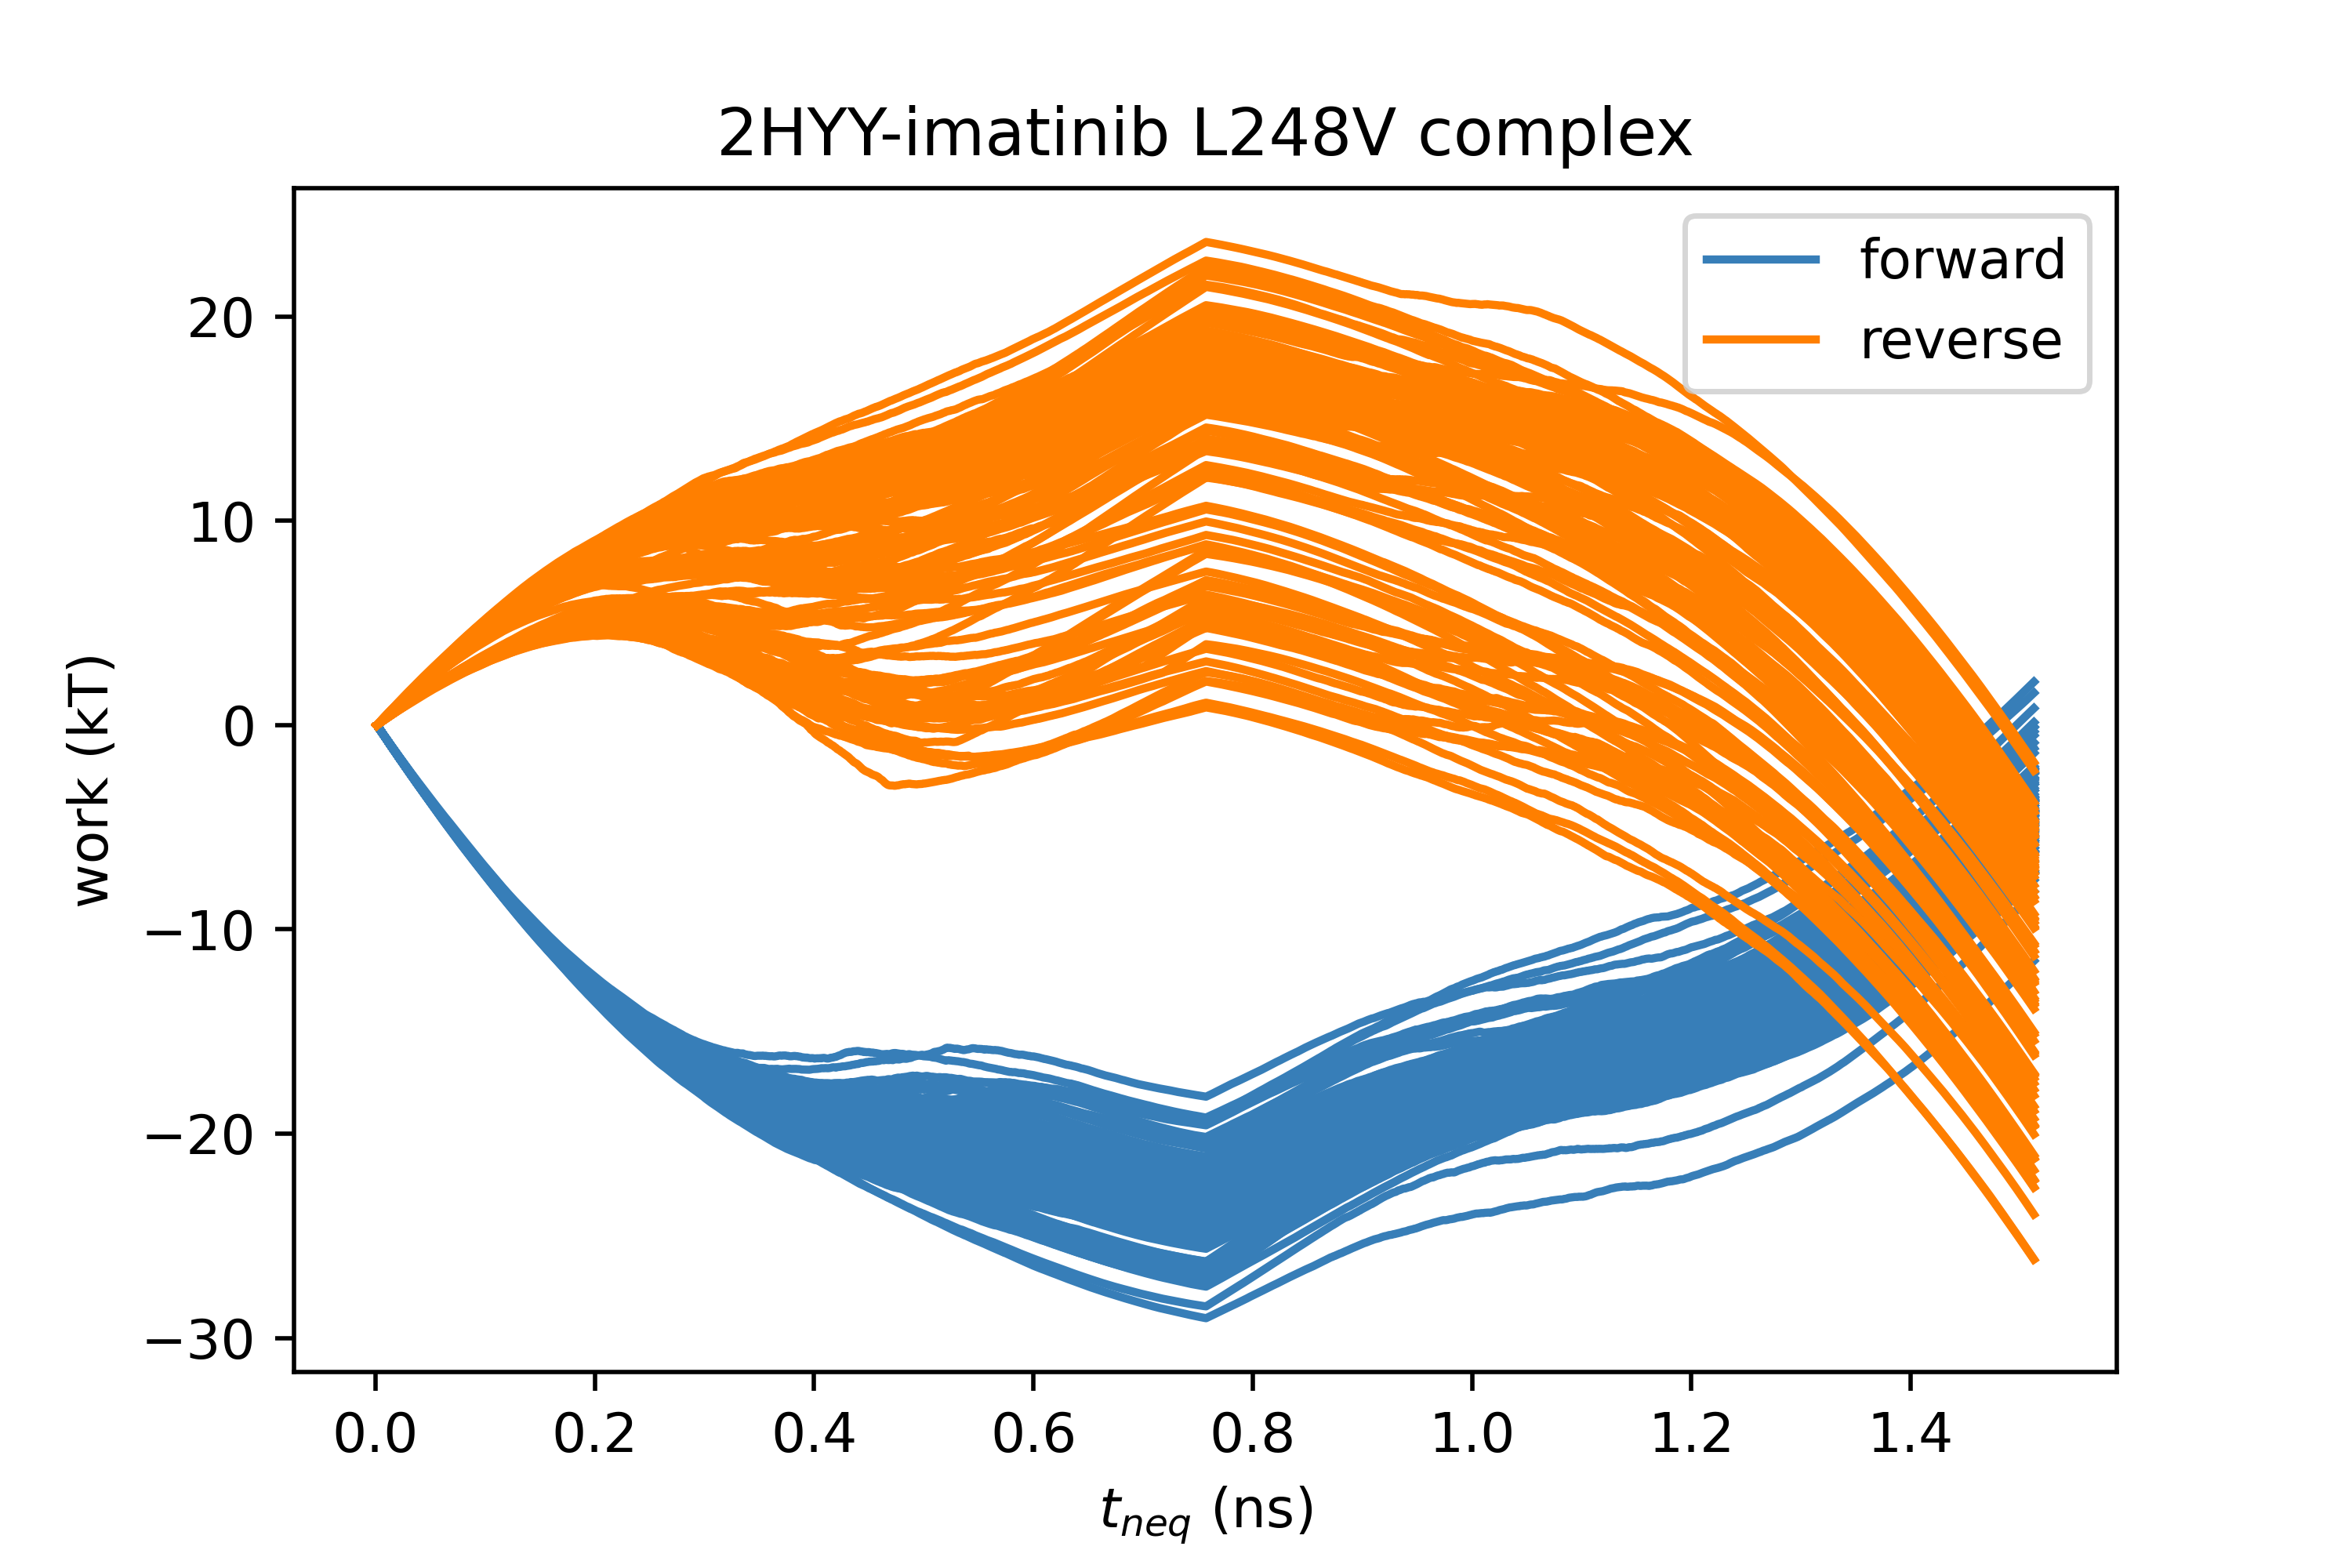 2HYY-imatinib L248V complex
forward
reverse
20
10
0
−10
−20
−30
work (kT)
0.0 0.2 0.4 0.6 0.8 1.0 1.2 1.4
t_neq (ns)